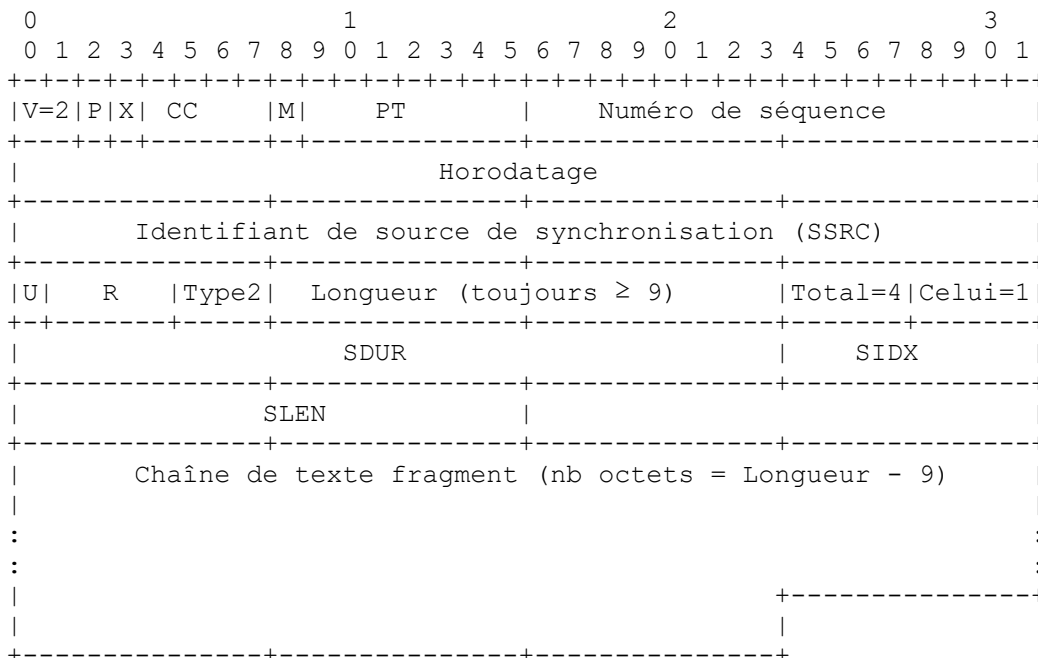 0                   1                   2                   3
 0 1 2 3 4 5 6 7 8 9 0 1 2 3 4 5 6 7 8 9 0 1 2 3 4 5 6 7 8 9 0 1
+-+-+-+-+-+-+-+-+-+-+-+-+-+-+-+-+-+-+-+-+-+-+-+-+-+-+-+-+-+-+-+-+
|V=2|P|X| CC    |M|    PT       |    Numéro de séquence         |
+---+-+-+-------+-+-------------+---------------+---------------+
|                          Horodatage                           |
+---------------+---------------+---------------+---------------+
|       Identifiant de source de synchronisation (SSRC)         |
+---------------+---------------+---------------+---------------+
|U|   R   |Type2|  Longueur (toujours ≥ 9)      |Total=4|Celui=1|
+-+-------+-----+---------------+---------------+-------+-------+
|                    SDUR                       |    SIDX       |
+---------------+---------------+---------------+---------------+
|               SLEN            |                               |
+---------------+---------------+---------------+---------------+
|       Chaîne de texte fragment (nb octets = Longueur - 9)     |
|                                                               |
:                                                               :
:                                                               :
|                                               +---------------+
|                                               |
+---------------+---------------+---------------+